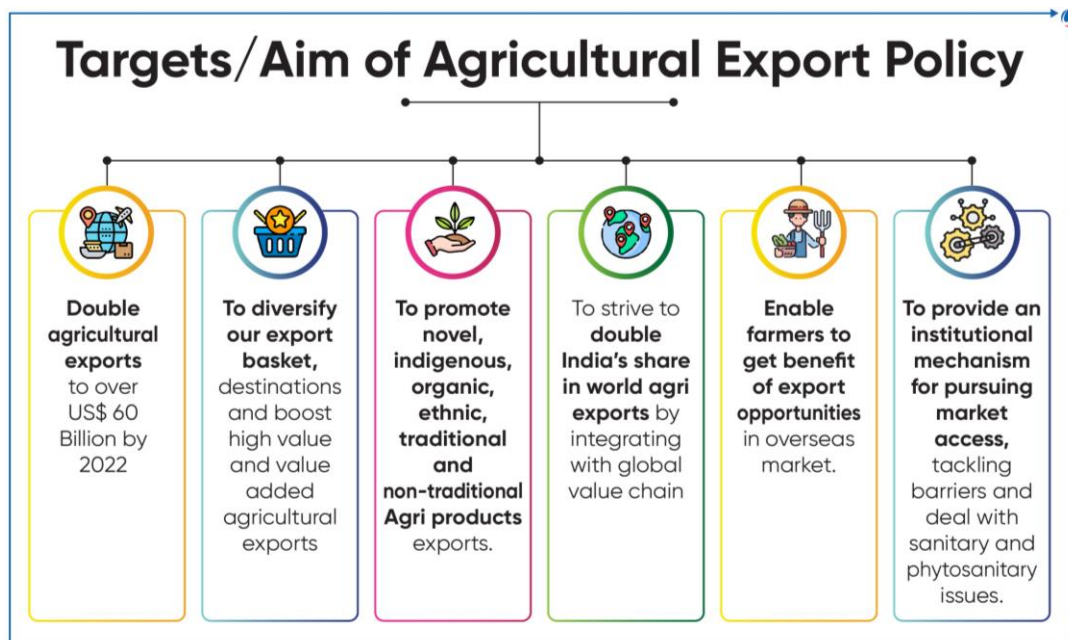 Targets/Aim of Agricultural Export Policy
Double
agricultural
exports
to over
US$ 60
Billion by
2022
To diversify
our export
basket,
destinations
and boost
high value
and value
added
agricultural
exports
To promote
novel,
indigenous,
organic,
ethnic,
traditional
and
non-traditional
Agri products
exports.
To strive to
double
India's share
in world agri
exports by
integrating
with global
value chain
Enable
farmers to
get benefit
of export
opportunities
in overseas
market.
To provide an
institutional
mechanism
for pursuing
market
access,
tackling
barriers and
deal with
sanitary and
phytosanitary
issues.